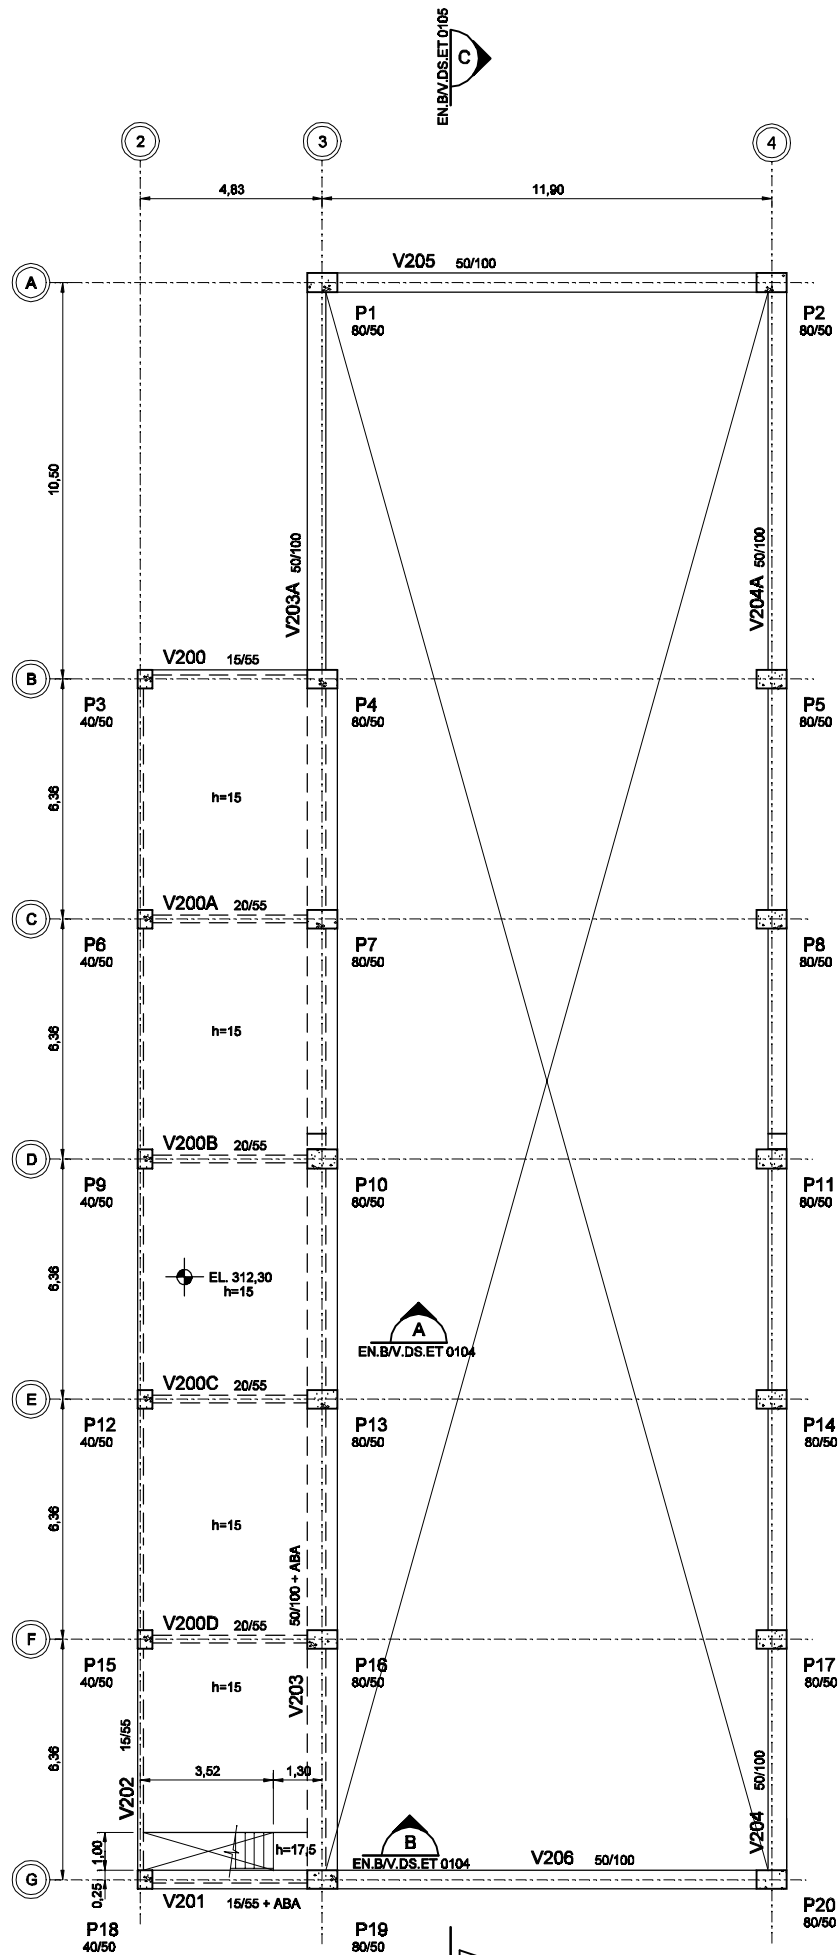 EN.B/V.DS.ET 0105
C
2
3
4
4,83
11,90
V205 50/100
A
P1
80/50
P2
80/50
10,50
V203A 50/100
V204A 50/100
V200 15/55
B
P3
40/50
P4
80/50
P5
80/50
6,36
h=15
V200A 20/55
C
P6
40/50
P7
80/50
P8
80/50
6,36
h=15
V200B 20/55
D
P9
40/50
P10
80/50
P11
80/50
6,36
EL. 312,30
h=15
A
EN.B/V.DS.ET 0104
V200C 20/55
E
P12
40/50
P13
80/50
P14
80/50
6,36
h=15
V203 50/100 + ABA
V200D 20/55
F
P15
40/50
P16
80/50
P17
80/50
6,36
h=15
V202 15/55
3,52
1,30
V204 50/100
1,00
h=17,5
B
EN.B/V.DS.ET 0104
V206 50/100
0,25
G
V201 15/55 + ABA
P18
40/50
P19
80/50
P20
80/50